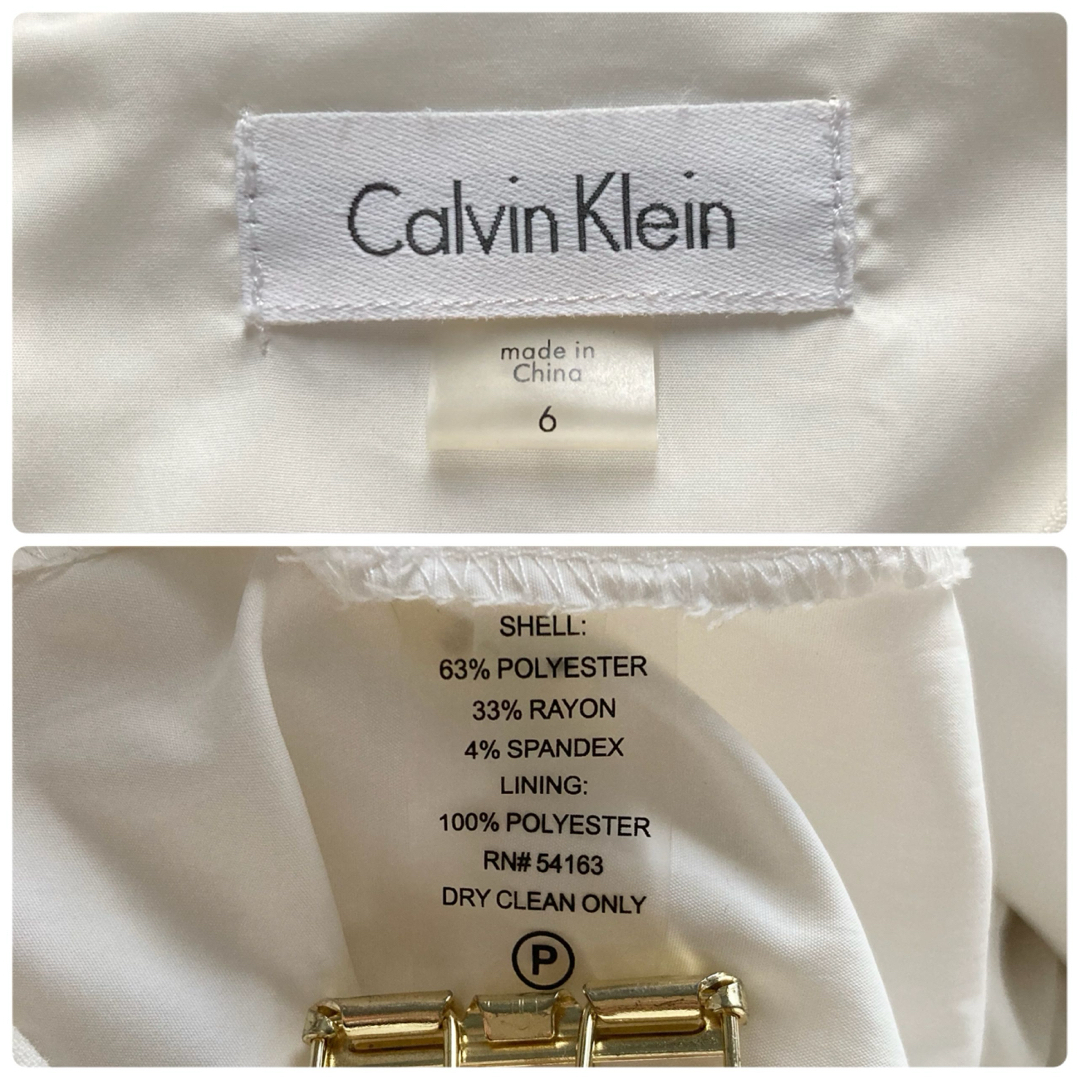 Calvin Klein
made in
China
6
SHELL:
63% POLYESTER
33% RAYON
4% SPANDEX
LINING:
100% POLYESTER
RN# 54163
DRY CLEAN ONLY
P